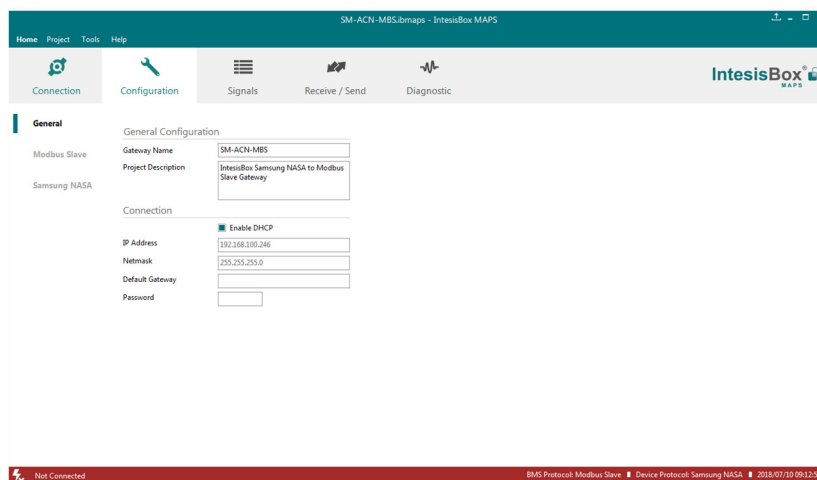 SM-ACN-MBS.ibmaps - IntesisBox MAPS
Home Project Tools Help
Connection Configuration Signals Receive / Send Diagnostic
IntesisBox®
MAPS
General
Modbus Slave
Samsung NASA
General Configuration
Gateway Name SM-ACN-MBS
Project Description IntesisBox Samsung NASA to Modbus
Slave Gateway
Connection
Enable DHCP
IP Address 192.168.100.246
Netmask 255.255.255.0
Default Gateway
Password
Not Connected BMS Protocol: Modbus Slave Device Protocol: Samsung NASA 2018/07/10 09:12:5